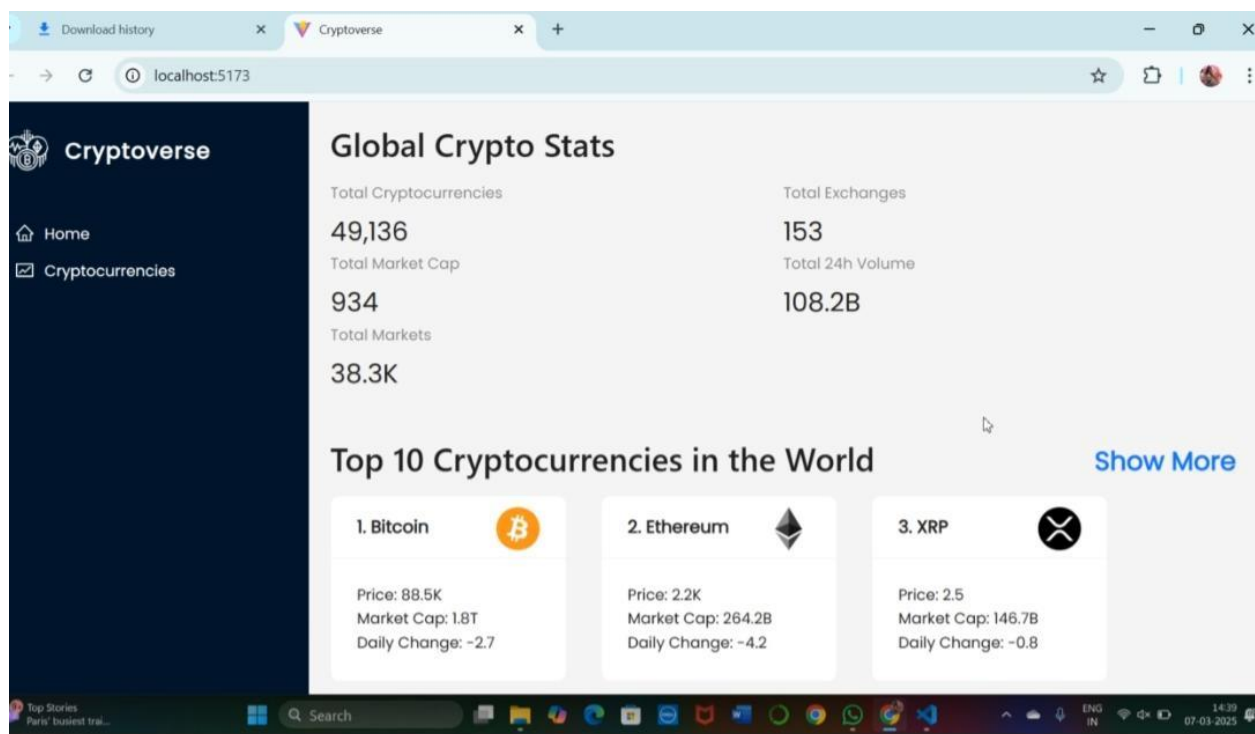 Download history
Cryptoverse
localhost:5173
Cryptoverse
Home
Cryptocurrencies
Global Crypto Stats
Total Cryptocurrencies
49,136
Total Exchanges
153
Total Market Cap
934
Total 24h Volume
108.2B
Total Markets
38.3K
Top 10 Cryptocurrencies in the World
Show More
1. Bitcoin
Price: 88.5K
Market Cap: 1.8T
Daily Change: -2.7
2. Ethereum
Price: 2.2K
Market Cap: 264.2B
Daily Change: -4.2
3. XRP
Price: 2.5
Market Cap: 146.7B
Daily Change: -0.8
Top Stories
Paris' busiest trai...
Search
ENG
IN
14:39
07-03-2025